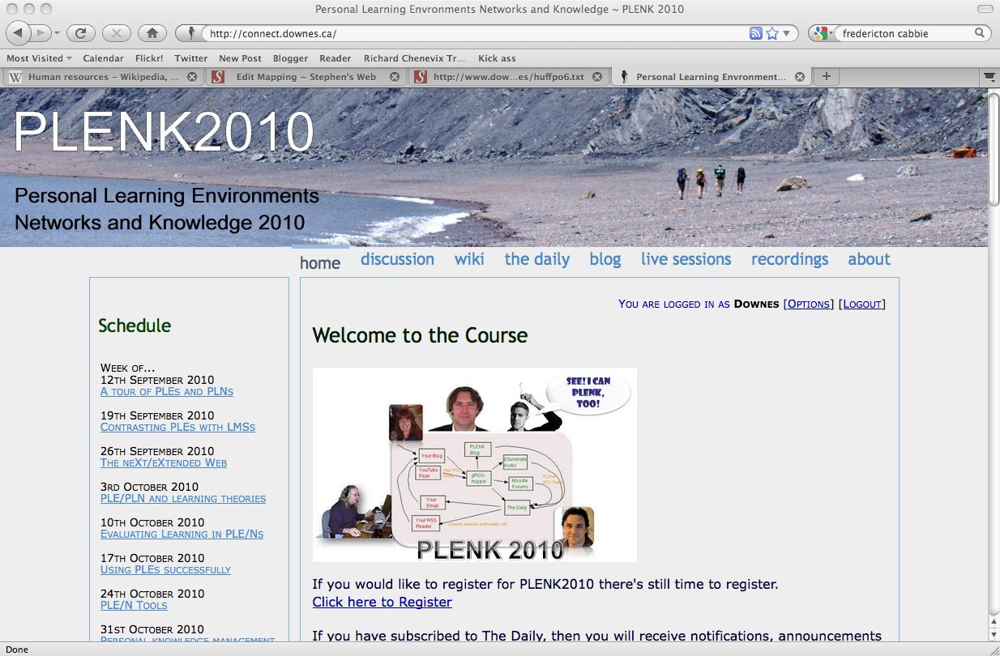 Personal Learning Envronments Networks and Knowledge ~ PLENK 2010
http://connect.downes.ca/
fredericton cabbie
Most Visited Calendar Flickr! Twitter New Post Blogger Reader Richard Chenevix Tr... Kick ass
Human resources – Wikipedia, ... Edit Mapping ~ Stephen's Web http://www.dow...es/huffpo6.txt Personal Learning Environment...
PLENK2010
Personal Learning Environments
Networks and Knowledge 2010
home discussion wiki the daily blog live sessions recordings about
You are logged in as Downes [Options] [Logout]
Schedule
Week of...
12th September 2010
A tour of PLEs and PLNs
19th September 2010
Contrasting PLEs with LMSs
26th September 2010
The neXt/eXtended Web
3rd October 2010
PLE/PLN and learning theories
10th October 2010
Evaluating Learning in PLE/Ns
17th October 2010
Using PLEs successfully
24th October 2010
PLE/N Tools
31st October 2010
Personal knowledge management
Welcome to the Course
SEE! I CAN
PLENK,
TOO!
PLENK
Blog
Your Blog
Elluminate
Audio
YouTube
Flickr
Your RSS
Feed
gRSS-
hopper
PLENK
RSS Feed
Moodle
Forums
Your
Email
The Daily
Your RSS
Reader
PLENK 2010
If you would like to register for PLENK2010 there's still time to register.
Click here to Register
If you have subscribed to The Daily, then you will receive notifications, announcements
Done